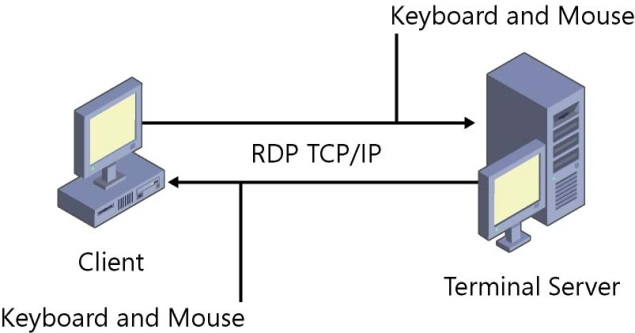 Keyboard and Mouse
RDP TCP/IP
Client
Terminal Server
Keyboard and Mouse